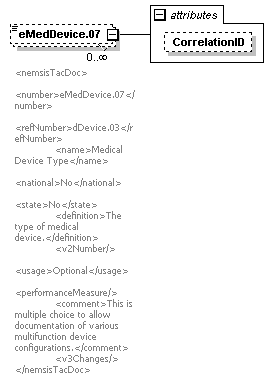 eMedDevice.07
attributes
CorrelationID
0..∞
<nemsisTacDoc>
<number>eMedDevice.07</
number>
<refNumber>dDevice.03</r
efNumber>
<name>Medical
Device Type</name>
<national>No</national>
<state>No</state>
<definition>The
type of medical
device.</definition>
<v2Number/>
<usage>Optional</usage>
<performanceMeasure/>
<comment>This is
multiple choice to allow
documentation of various
multifunction device
configurations.</comment>
<v3Changes/>
</nemsisTacDoc>